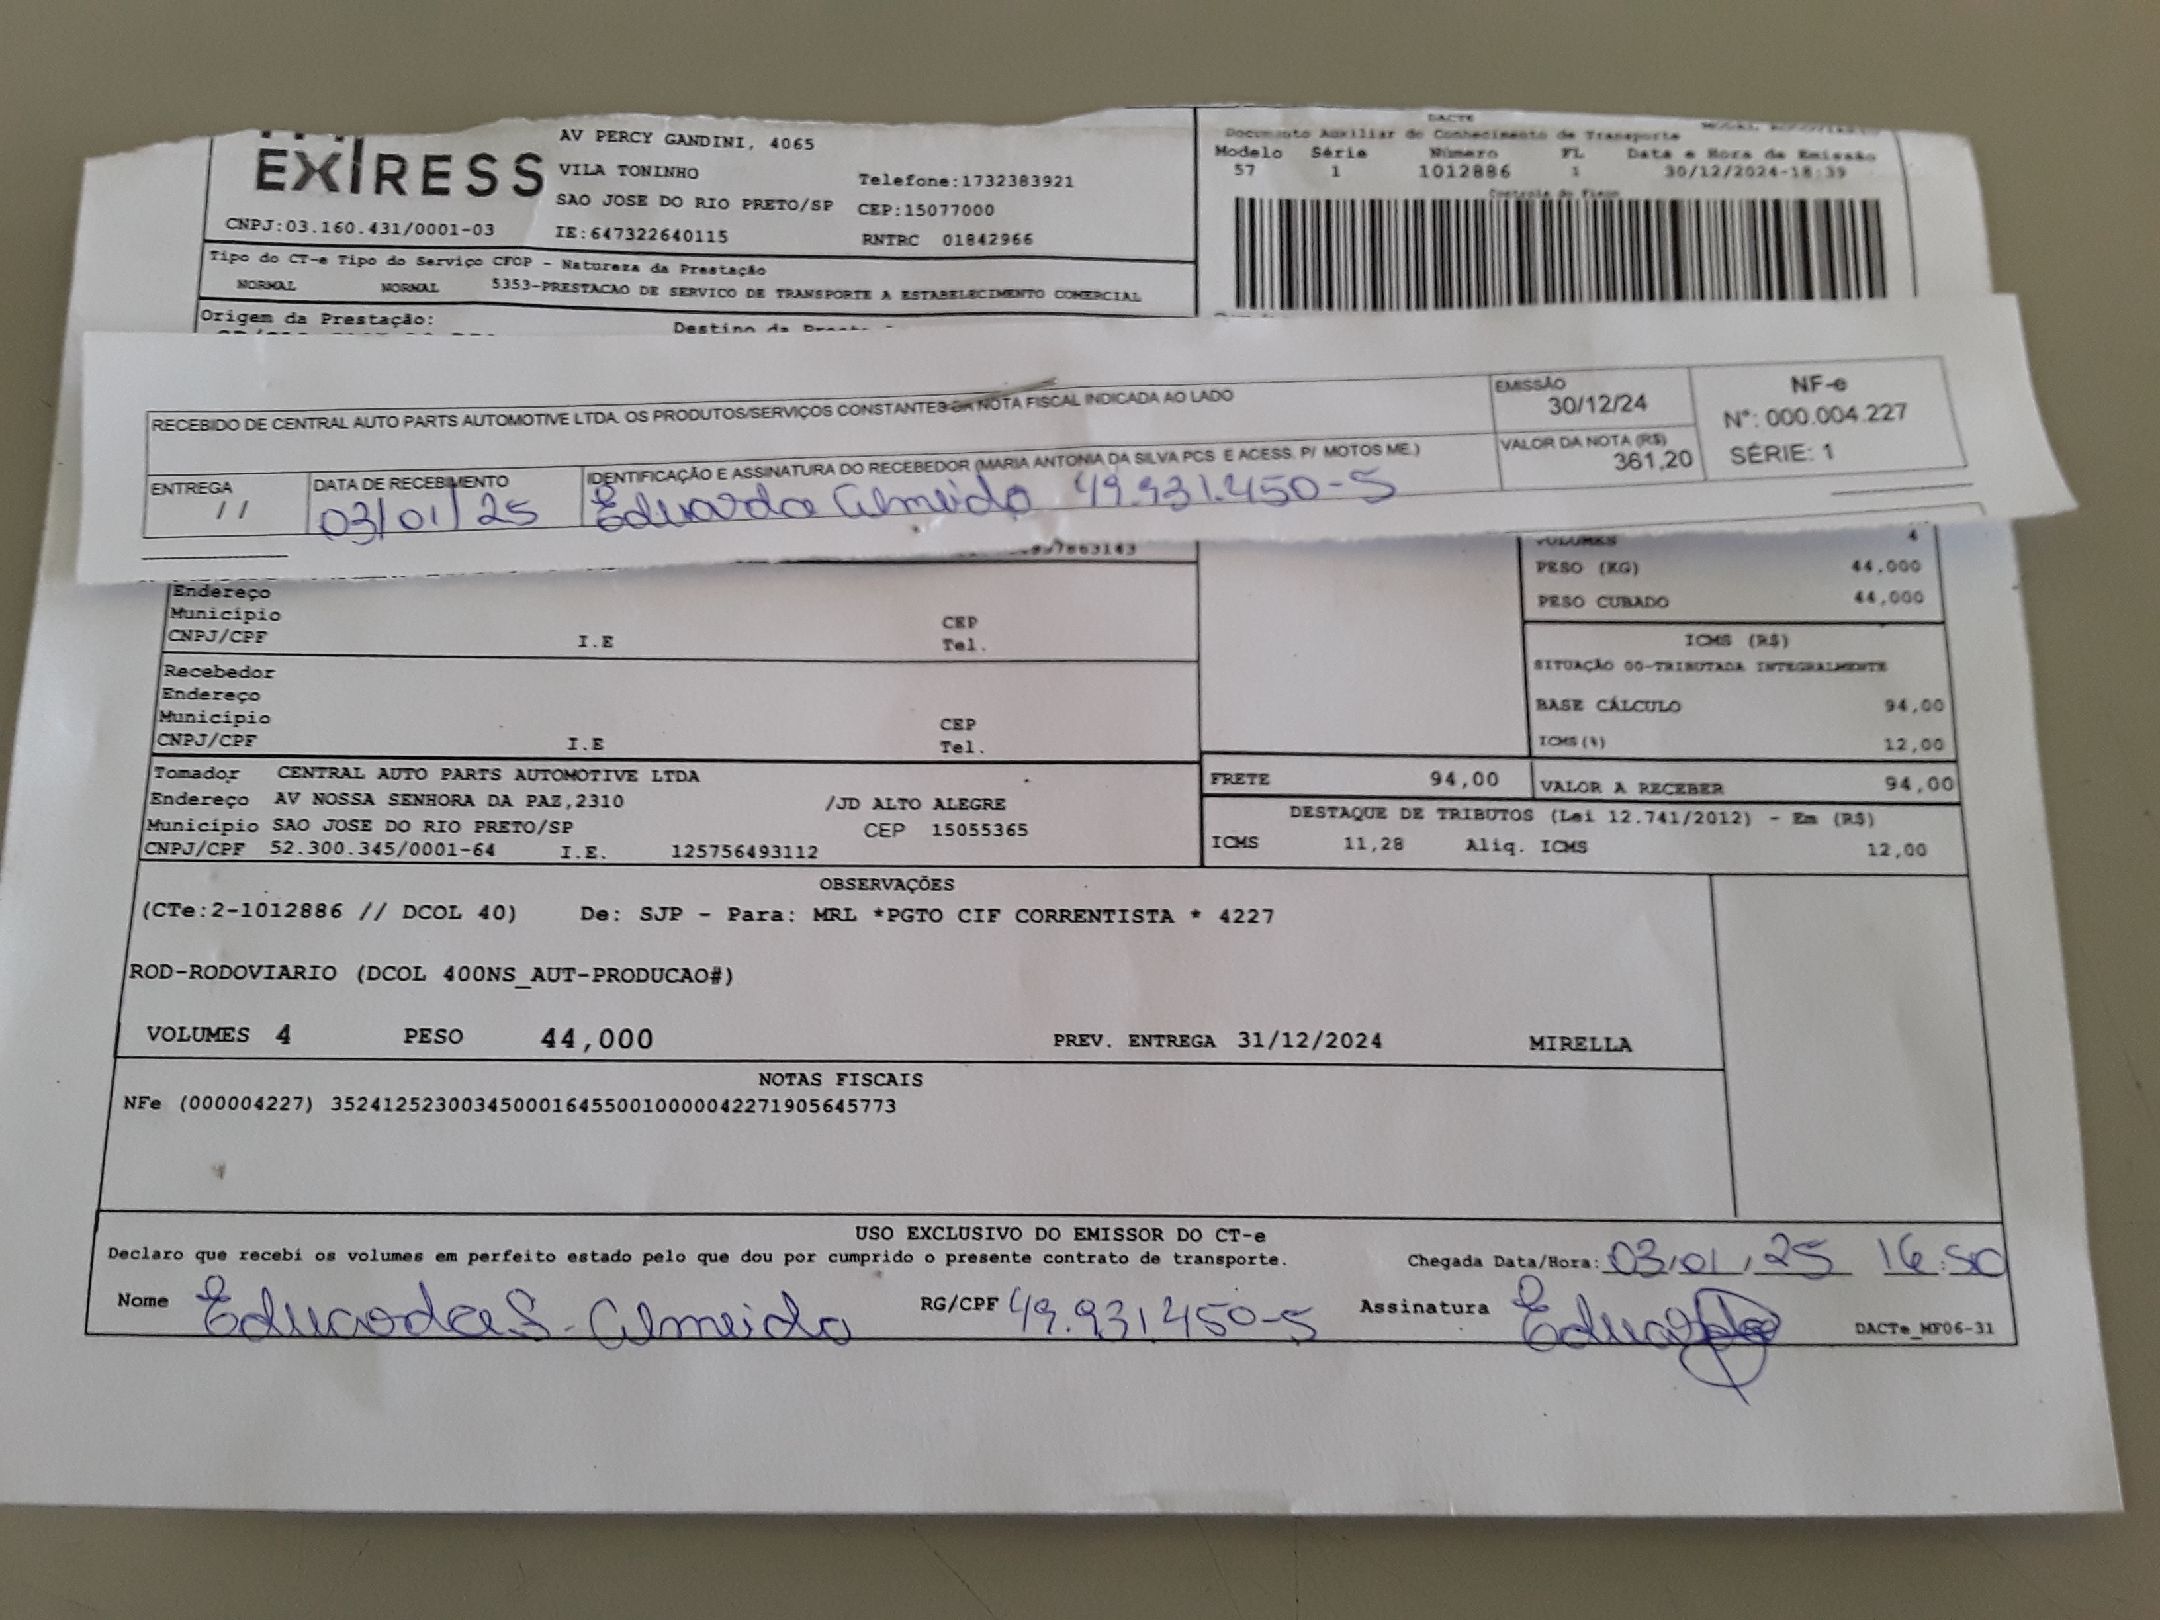 EXPRESS
AV PERCY GANDINI, 4065
VILA TONINHO
SAO JOSE DO RIO PRETO/SP
Telefone:1732383921
CEP:15077000
CNPJ:03.160.431/0001-03
IE:647322640115
RNTRC 01842966
DACTE
Documento Auxiliar do Conhecimento de Transporte
Modelo Série Número FL Data e Hora da Emissão
57 1 1012886 1 30/12/2024-18:39
Controle do Fisco
Tipo do CT-e Tipo do Serviço CFOP - Natureza da Prestação
NORMAL NORMAL 5353-PRESTACAO DE SERVICO DE TRANSPORTE A ESTABELECIMENTO COMERCIAL
Origem da Prestação:
Destino da
RECEBIDO DE CENTRAL AUTO PARTS AUTOMOTIVE LTDA. OS PRODUTOS/SERVIÇOS CONSTANTES DA NOTA FISCAL INDICADA AO LADO
EMISSÃO
30/12/24
VALOR DA NOTA (R$)
361,20
NF-e
N°: 000.004.227
SÉRIE: 1
ENTREGA
/ /
DATA DE RECEBIMENTO
03/01/25
IDENTIFICAÇÃO E ASSINATURA DO RECEBEDOR (MARIA ANTONIA DA SILVA PCS E ACESS. P/ MOTOS ME.)
Eduarda Almeida 49.931.450-5
VOLUMES 4
PESO (KG) 44,000
PESO CUBADO 44,000
Endereço
Município CEP
CNPJ/CPF I.E Tel.
Recebedor
Endereço
Município CEP
CNPJ/CPF I.E Tel.
ICMS (R$)
SITUAÇÃO 00-TRIBUTADA INTEGRALMENTE
BASE CÁLCULO 94,00
ICMS(%) 12,00
Tomador CENTRAL AUTO PARTS AUTOMOTIVE LTDA
Endereço AV NOSSA SENHORA DA PAZ,2310 /JD ALTO ALEGRE
Município SAO JOSE DO RIO PRETO/SP CEP 15055365
CNPJ/CPF 52.300.345/0001-64 I.E. 125756493112
FRETE 94,00 VALOR A RECEBER 94,00
DESTAQUE DE TRIBUTOS (Lei 12.741/2012) - Em (R$)
ICMS 11,28 Aliq. ICMS 12,00
OBSERVAÇÕES
(CTe:2-1012886 // DCOL 40) De: SJP - Para: MRL *PGTO CIF CORRENTISTA * 4227
ROD-RODOVIARIO (DCOL 400NS_AUT-PRODUCAO#)
VOLUMES 4 PESO 44,000 PREV. ENTREGA 31/12/2024 MIRELLA
NOTAS FISCAIS
NFe (000004227) 35241252300345000164550010000042271905645773
USO EXCLUSIVO DO EMISSOR DO CT-e
Declaro que recebi os volumes em perfeito estado pelo que dou por cumprido o presente contrato de transporte.
Chegada Data/Hora: 03/01/25 16:50
Nome Eduarda S. Almeida RG/CPF 49.931.450-5 Assinatura Eduarda
DACTe_MF06-31